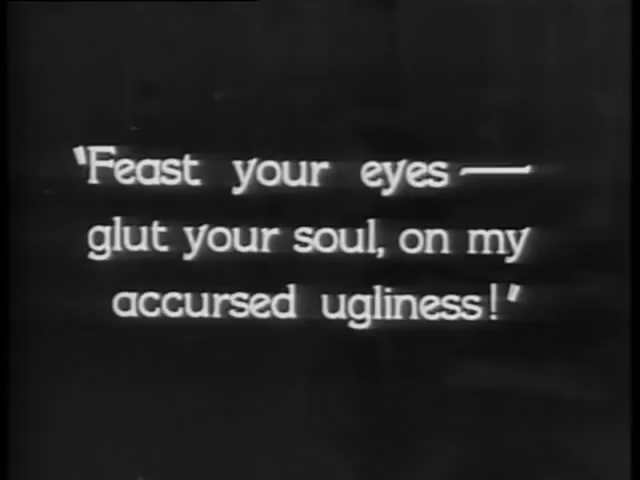 "Feast your eyes—
glut your soul, on my
accursed ugliness!"